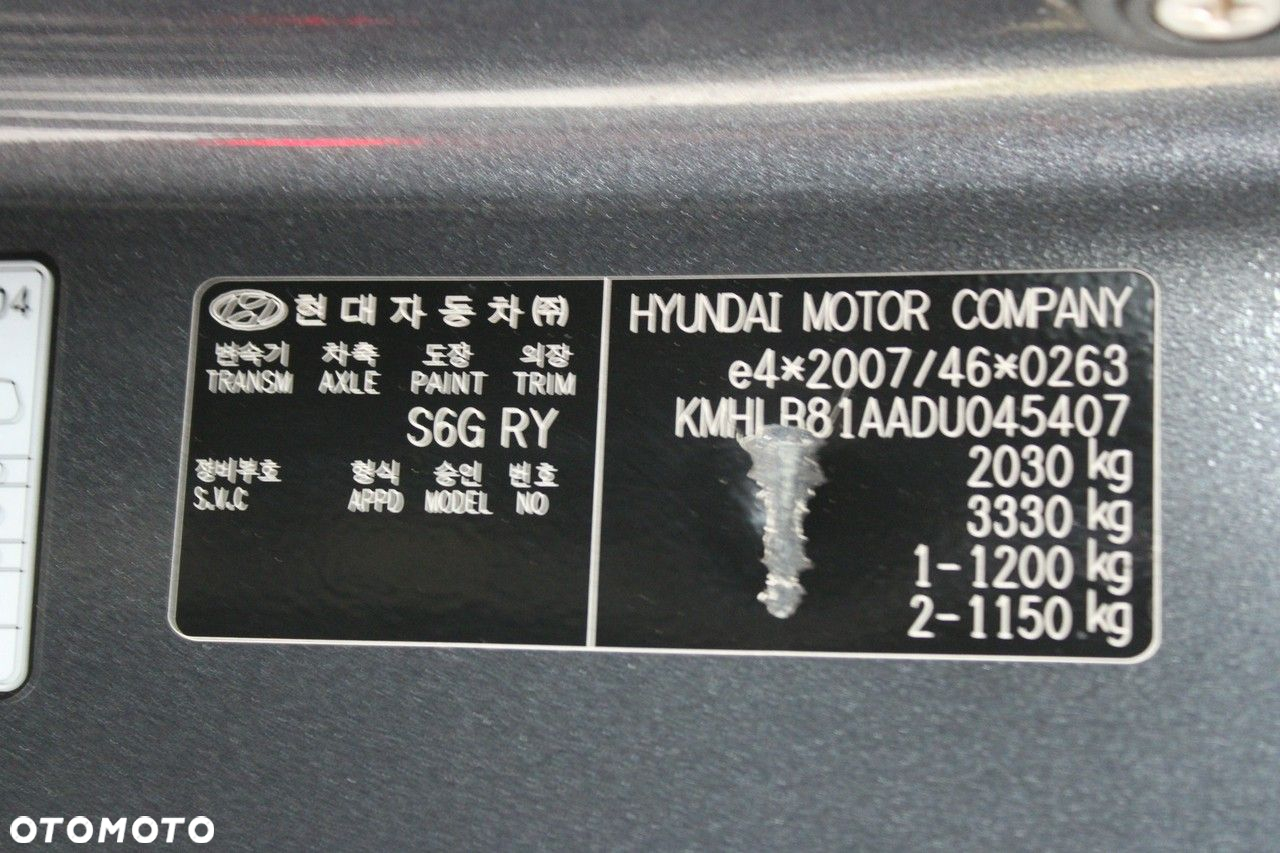 04
현대자동차㈜
변속기 차축 도장 의장
TRANSM AXLE PAINT TRIM
S6G RY
정비부호 형식 승인 번호
S.V.C APPD MODEL NO
HYUNDAI MOTOR COMPANY
e4*2007/46*0263
KMHLB81AADU045407
2030 kg
3330 kg
1-1200 kg
2-1150 kg
OTOMOTO